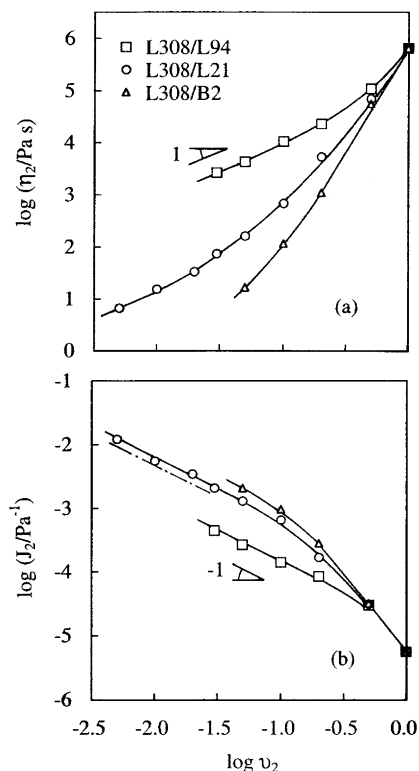 (a)
6
5
4
3
2
1
0
log (η₂/Pa s)
L308/L94
L308/L21
L308/B2
1
(b)
-1
-2
-3
-4
-5
-6
log (J₂/Pa⁻¹)
-1
-2.5 -2.0 -1.5 -1.0 -0.5 0.0
log υ₂